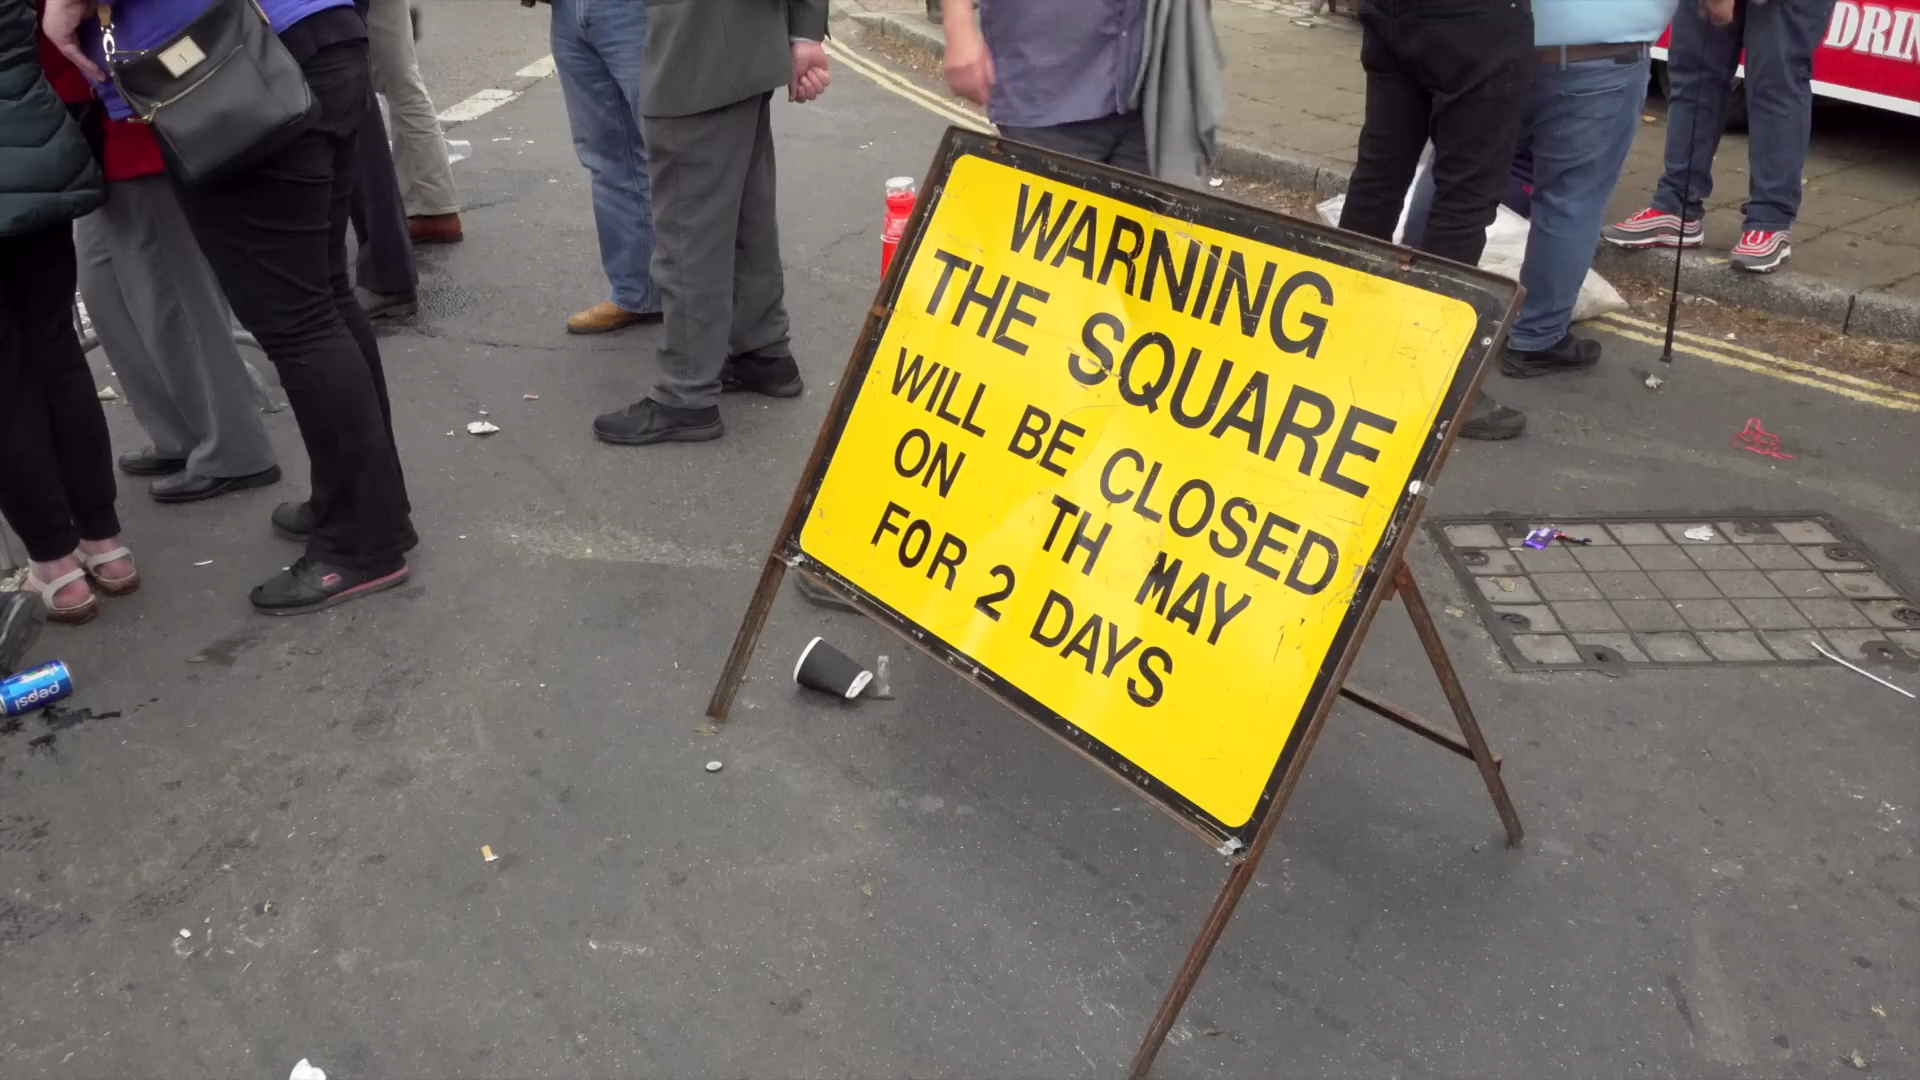 WARNING
THE SQUARE
WILL BE CLOSED
ON TH MAY
FOR 2 DAYS
DRIN
pepsi